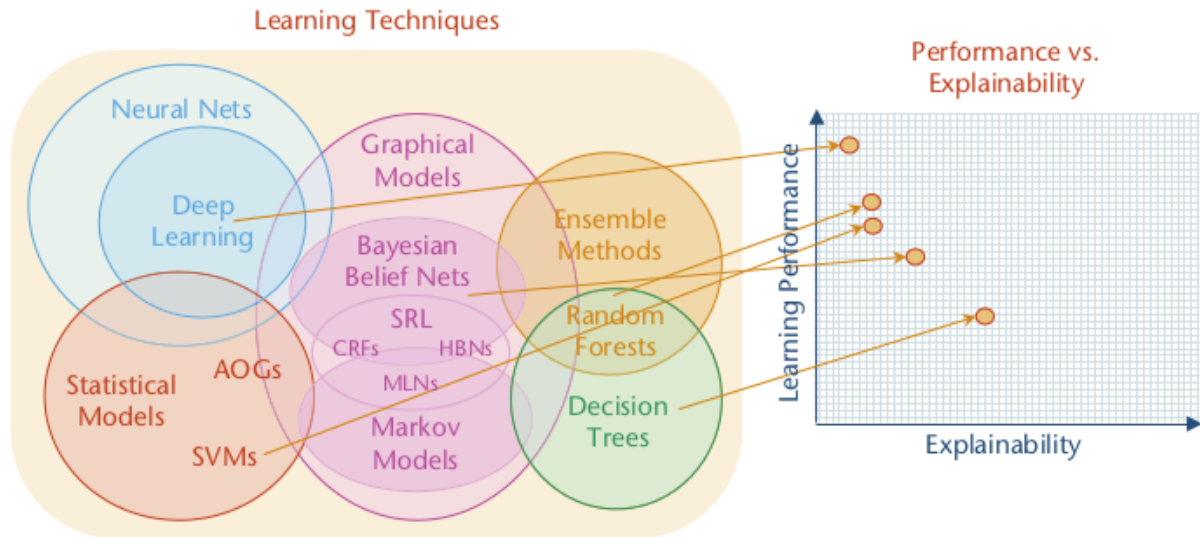 Learning Techniques
Neural Nets
Deep
Learning
Graphical
Models
Bayesian
Belief Nets
SRL
CRFs
HBNs
MLNs
Markov
Models
Statistical
Models
AOGs
SVMs
Ensemble
Methods
Random
Forests
Decision
Trees
Performance vs.
Explainability
Learning Performance
Explainability